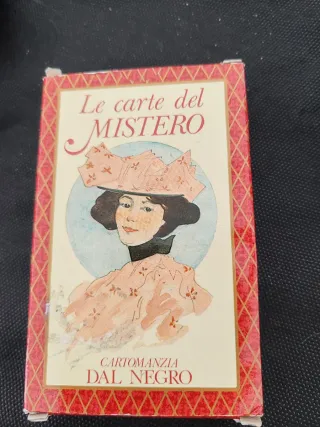 Le carte del
MISTERO
CARTOMANZIA
DAL NEGRO